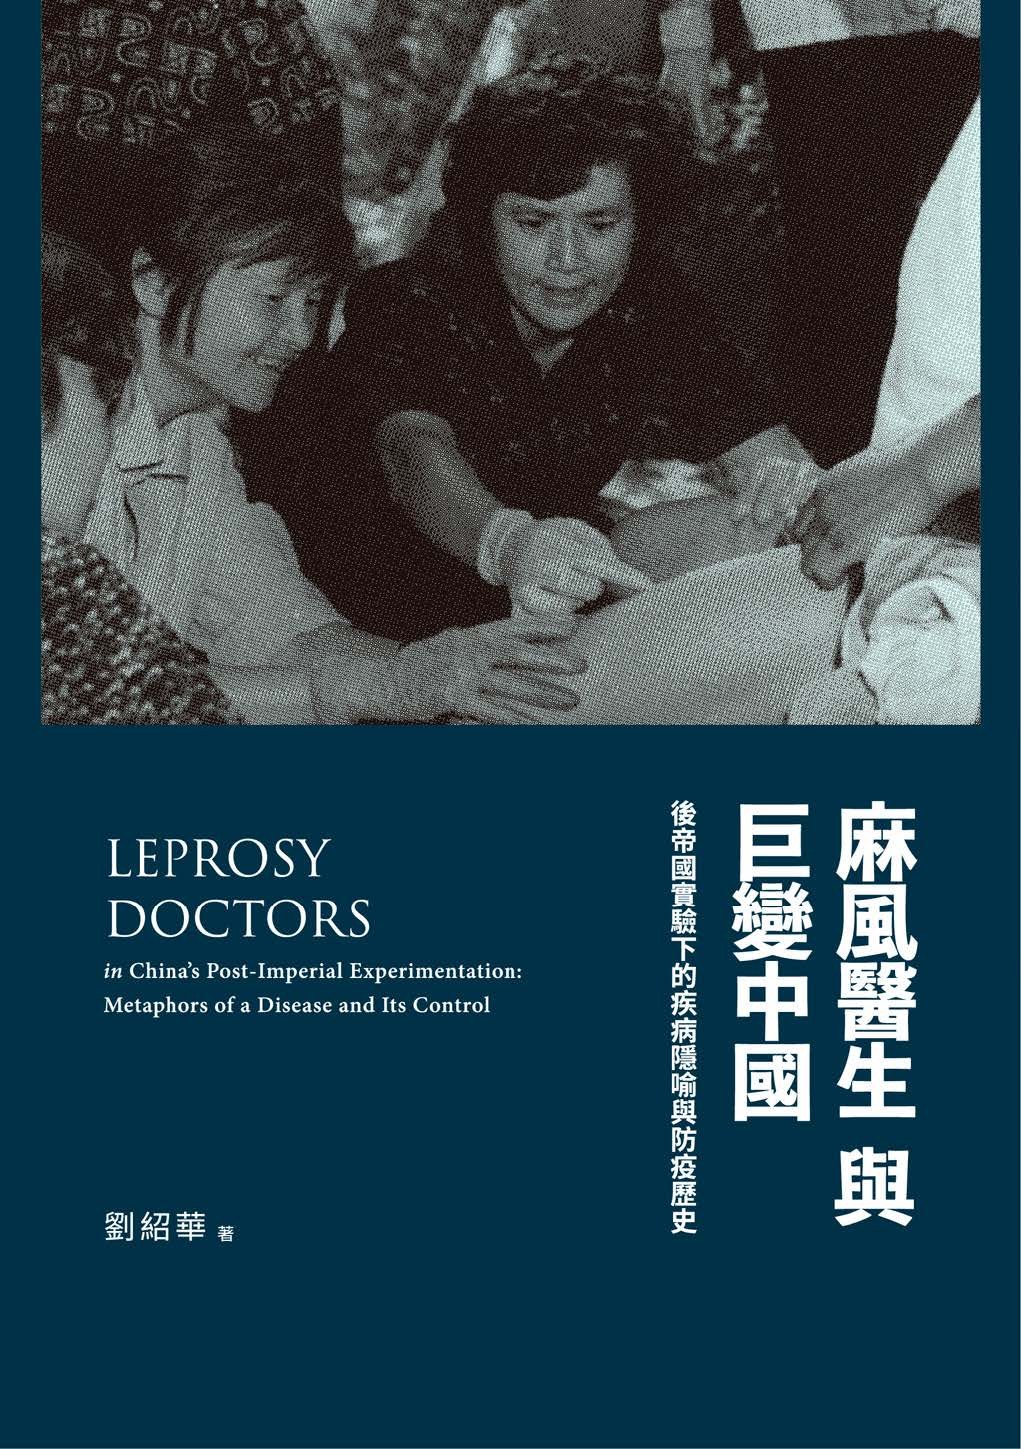 麻風醫生與
巨變中國
後帝國實驗下的疾病隱喻與防疫歷史
LEPROSY
DOCTORS
in China's Post-Imperial Experimentation:
Metaphors of a Disease and Its Control
劉紹華 著